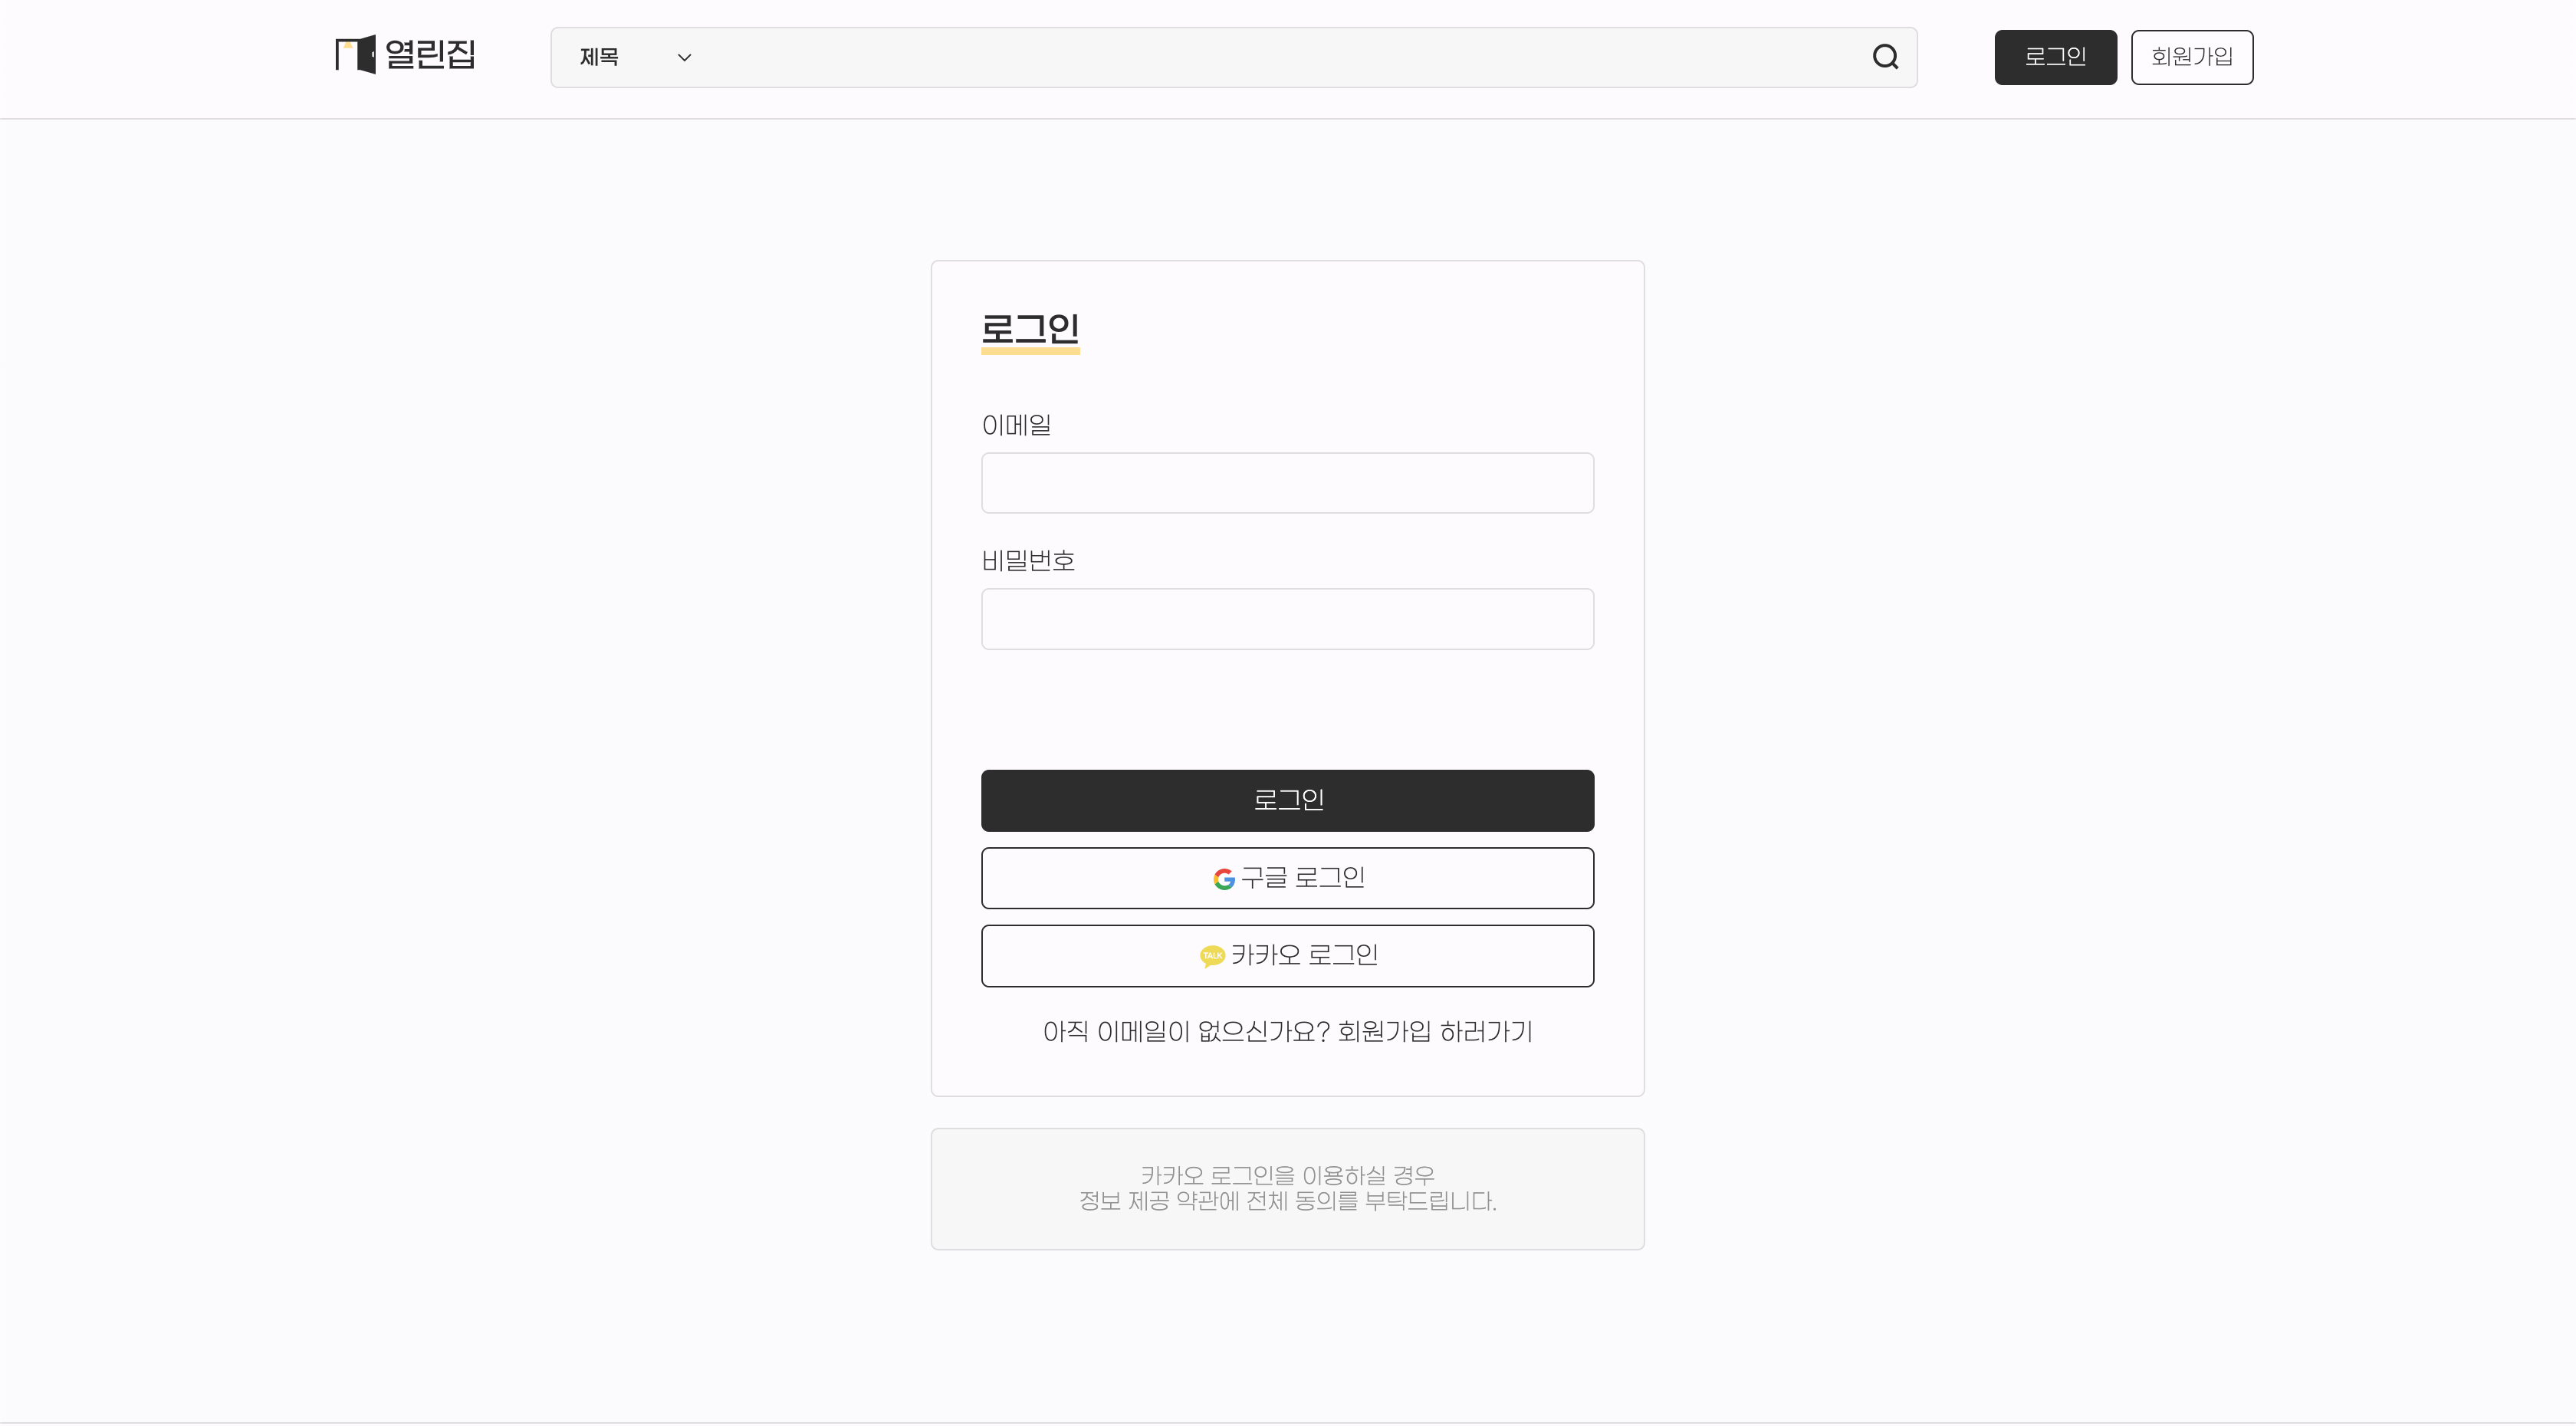 열린집
제목
로그인
회원가입
로그인
이메일
비밀번호
로그인
구글 로그인
TALK 카카오 로그인
아직 이메일이 없으신가요? 회원가입 하러가기
카카오 로그인을 이용하실 경우
정보 제공 약관에 전체 동의를 부탁드립니다.